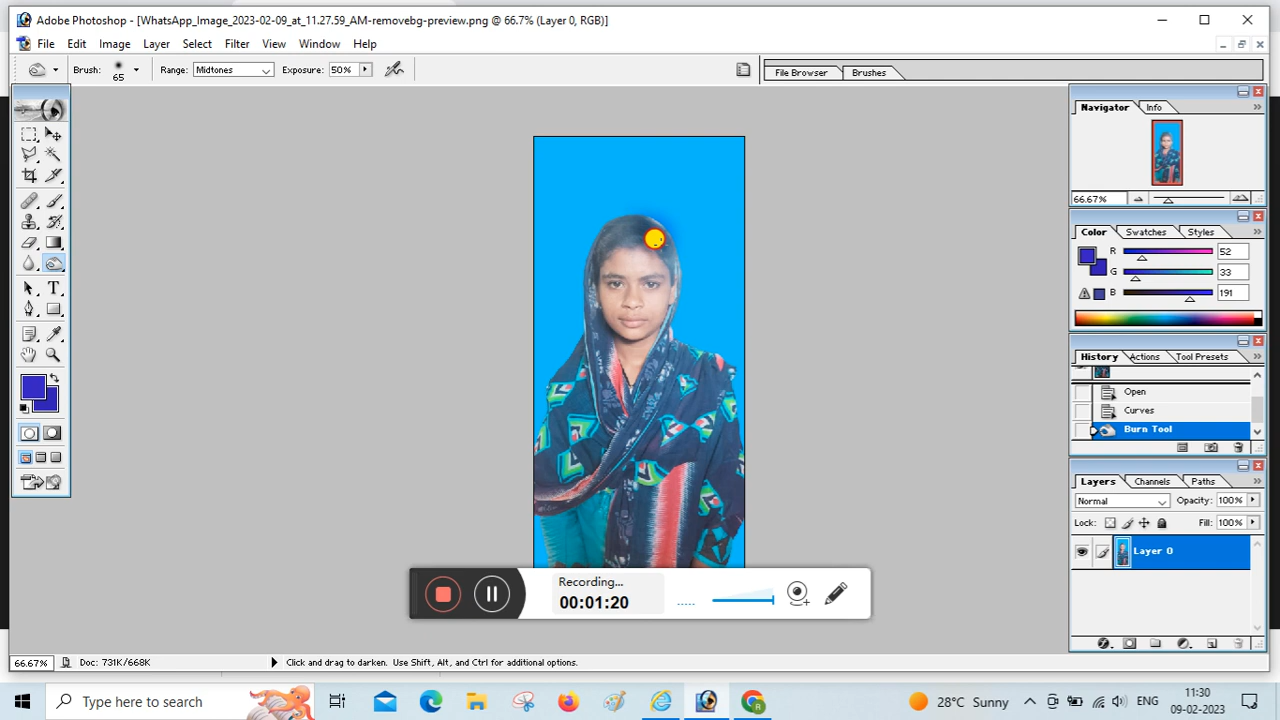 Adobe Photoshop - [WhatsApp_Image_2023-02-09_at_11.27.59_AM-removebg-preview.png @ 66.7% (Layer 0, RGB)]
File Edit Image Layer Select Filter View Window Help
Brush: 65 Range: Midtones Exposure: 50% File Browser Brushes
Navigator Info
66.67%
Color Swatches Styles
R 52
G 33
B 191
History Actions Tool Presets
Open
Curves
Burn Tool
Layers Channels Paths
Normal Opacity: 100%
Lock: Fill: 100%
Layer 0
Recording...
00:01:20
66.67% Doc: 731K/668K Click and drag to darken. Use Shift, Alt, and Ctrl for additional options.
Type here to search 28°C Sunny ENG 11:30
09-02-2023